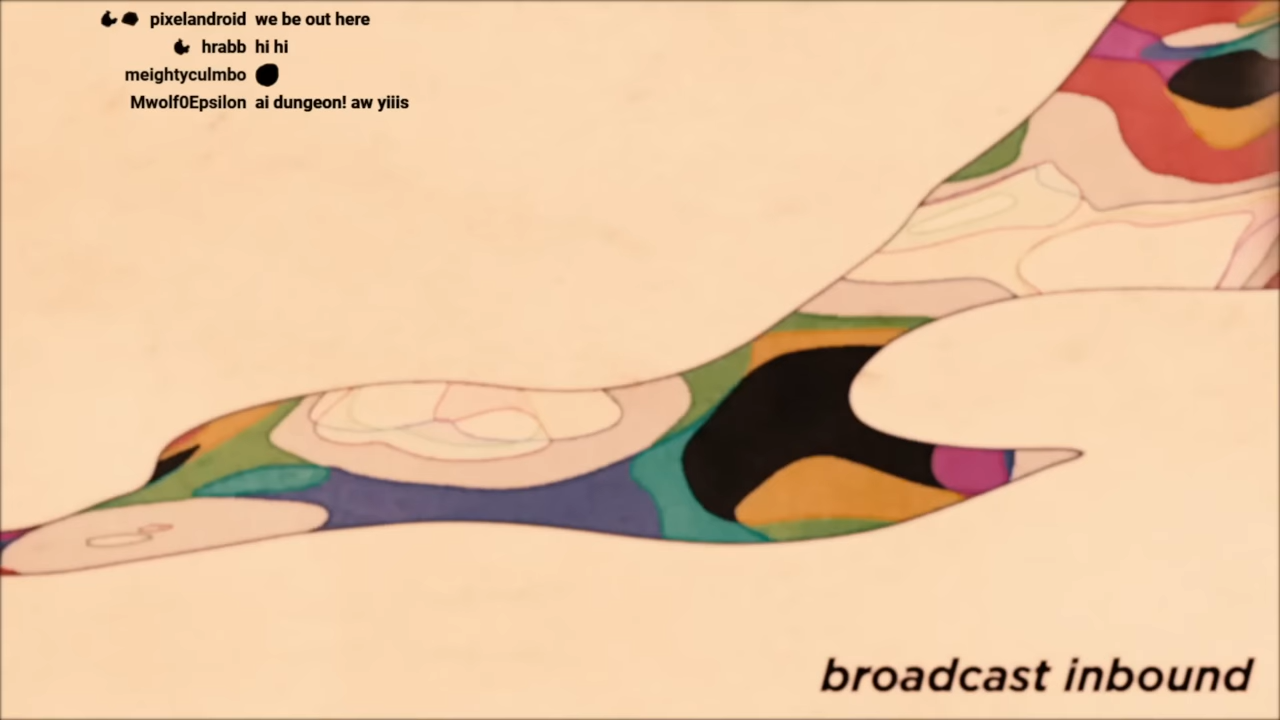 pixelandroid we be out here
hrabb hi hi
meightyculmbo
Mwolf0Epsilon ai dungeon! aw yiiis
broadcast inbound